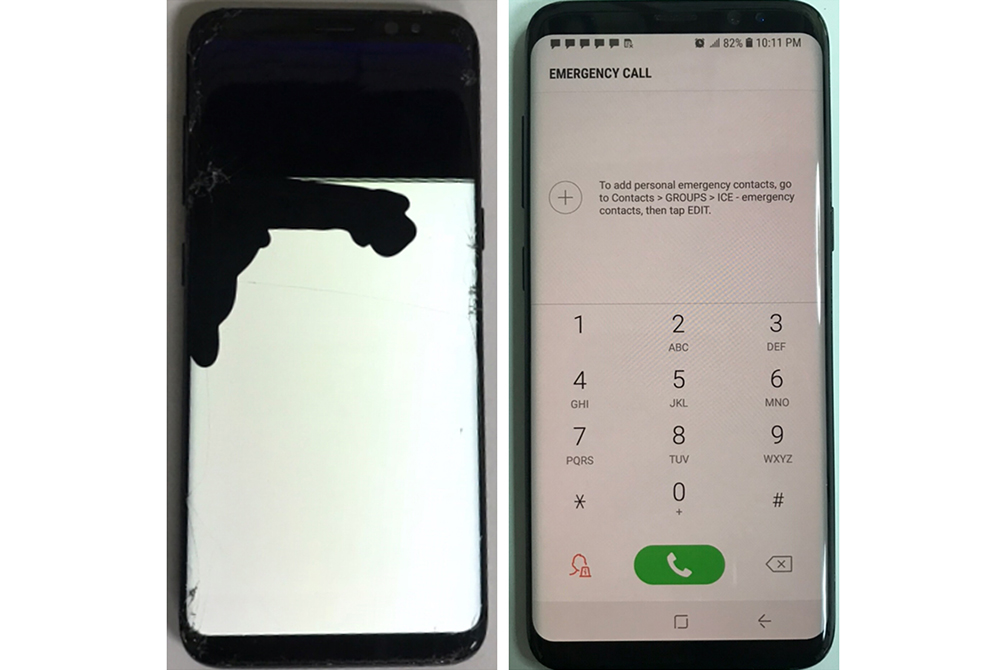 82% 10:11 PM
EMERGENCY CALL
To add personal emergency contacts, go
to Contacts > GROUPS > ICE - emergency
contacts, then tap EDIT.
1 2 3
ABC DEF
4 5 6
GHI JKL MNO
7 8 9
PQRS TUV WXYZ
* 0 #
+